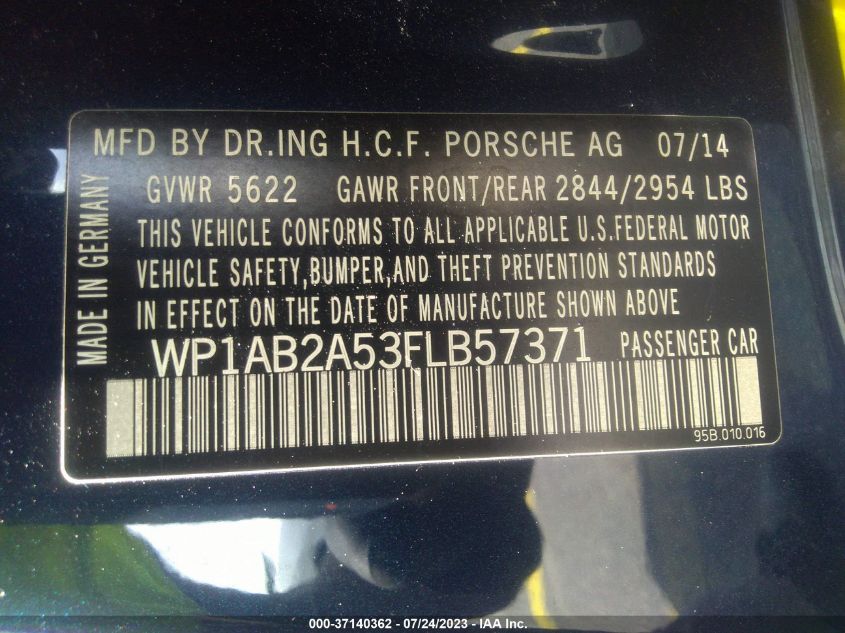 MFD BY DR.ING H.C.F. PORSCHE AG 07/14
GVWR 5622 GAWR FRONT/REAR 2844/2954 LBS
THIS VEHICLE CONFORMS TO ALL APPLICABLE U.S.FEDERAL MOTOR
VEHICLE SAFETY,BUMPER,AND THEFT PREVENTION STANDARDS
IN EFFECT ON THE DATE OF MANUFACTURE SHOWN ABOVE
MADE IN GERMANY
WP1AB2A53FLB57371 PASSENGER CAR
95B.010.016
000-37140362 - 07/24/2023 - IAA Inc.